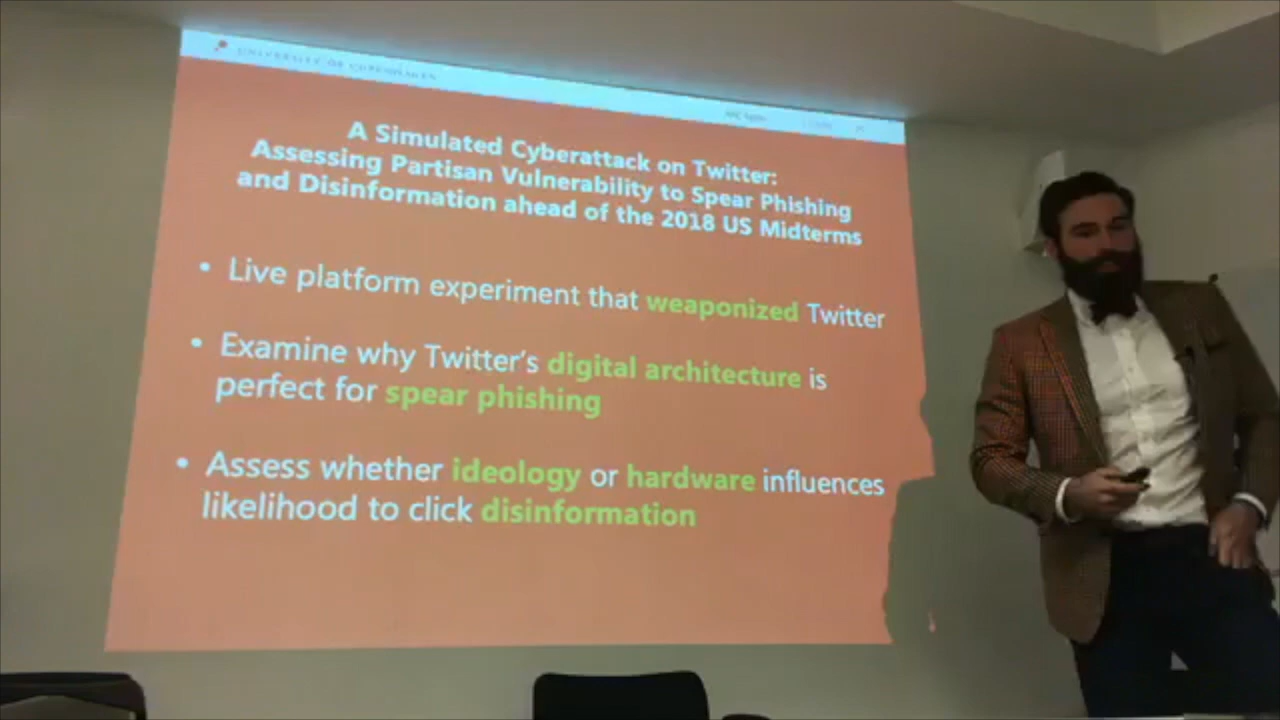 UNIVERSITY OF COPENHAGEN
A Simulated Cyberattack on Twitter:
Assessing Partisan Vulnerability to Spear Phishing
and Disinformation ahead of the 2018 US Midterms
• Live platform experiment that weaponized Twitter
• Examine why Twitter's digital architecture is
perfect for spear phishing
• Assess whether ideology or hardware influences
likelihood to click disinformation